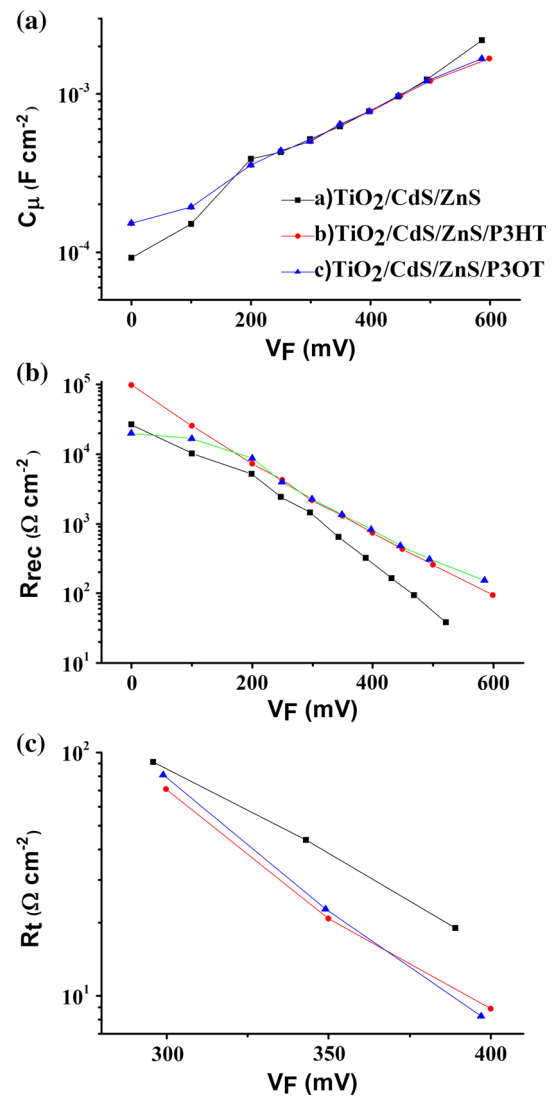 (a)
10⁻³
10⁻⁴
Cμ (F cm⁻²)
a)TiO₂/CdS/ZnS
b)TiO₂/CdS/ZnS/P3HT
c)TiO₂/CdS/ZnS/P3OT
0 200 400 600
VF (mV)
(b)
10⁵
10⁴
10³
10²
10¹
Rrec (Ω cm⁻²)
0 200 400 600
VF (mV)
(c)
10²
10¹
Rt (Ω cm⁻²)
300 350 400
VF (mV)